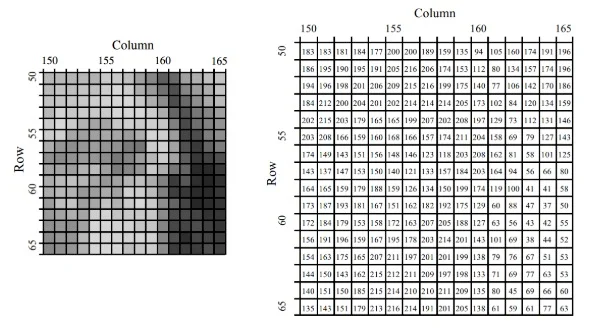 Column
150 155 160 165
Row
50
55
60
65
Column
150 155 160 165
Row
50
55
60
65
183 183 181 184 177 200 200 189 159 135 94 105 160 174 191 196
186 195 190 195 191 205 216 206 174 153 112 80 134 157 174 196
194 196 198 201 206 209 215 216 199 175 140 77 106 142 170 186
184 212 200 204 201 202 214 214 214 205 173 102 84 120 134 159
202 215 203 179 165 165 199 207 202 208 197 129 73 112 131 146
203 208 166 159 160 168 166 157 174 211 204 158 69 79 127 143
174 149 143 151 156 148 146 123 118 203 208 162 81 58 101 125
143 137 147 153 150 140 121 133 157 184 203 164 94 56 66 80
164 165 159 179 188 159 126 134 150 199 174 119 100 41 41 58
173 187 193 181 167 151 162 182 192 175 129 60 88 47 37 50
172 184 179 153 158 172 163 207 205 188 127 63 56 43 42 55
156 191 196 159 167 195 178 203 214 201 143 101 69 38 44 52
154 163 175 165 207 211 197 201 201 199 138 79 76 67 51 53
144 150 143 162 215 212 211 209 197 198 133 71 69 77 63 53
140 151 150 185 215 214 210 210 211 209 135 80 45 69 66 60
135 143 151 179 213 216 214 191 201 205 138 61 59 61 77 63